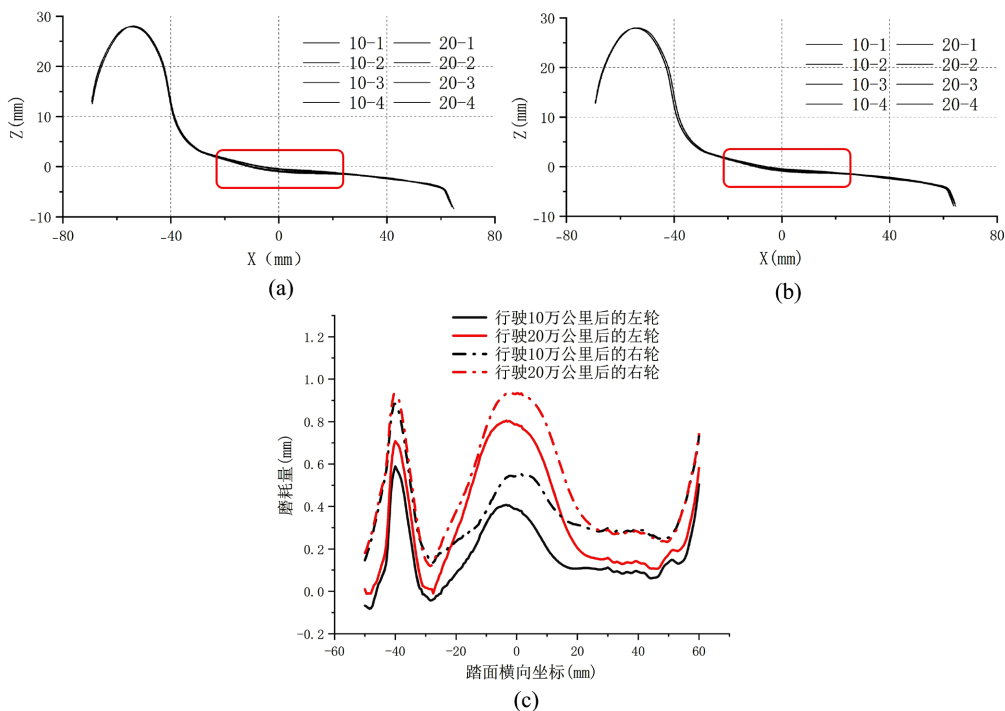 30
20
10
0
-10
Z(mm)
10-1 20-1
10-2 20-2
10-3 20-3
10-4 20-4
-80 -40 0 40 80
X (mm)
(a)
30
20
10
0
-10
Z(mm)
10-1 20-1
10-2 20-2
10-3 20-3
10-4 20-4
-80 -40 0 40 80
X(mm)
(b)
行驶10万公里后的左轮
行驶20万公里后的左轮
行驶10万公里后的右轮
行驶20万公里后的右轮
1.2
1.0
0.8
0.6
0.4
0.2
0.0
-0.2
磨耗量(mm)
-60 -40 -20 0 20 40 60
踏面横向坐标(mm)
(c)